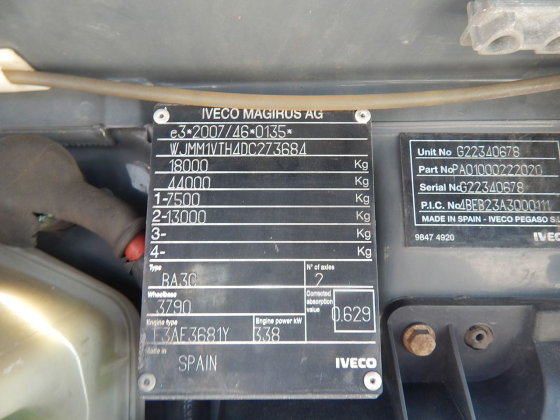 IVECO MAGIRUS AG
e3*2007/46*0135*
WJMM1VTH4DC273684
18000 Kg
44000 Kg
1-7500 Kg
2-13000 Kg
3- Kg
4- Kg
Type N° of axles
BA3C 2
Wheelbase Corrected absorption value
3790 0.629
Engine type Engine power kW
F3AE3681Y 338
Made in
SPAIN IVECO
Unit No G22340678
Part No PA01000222020
Serial No G22340678
P.I.C. No 4BEB23A3000111
MADE IN SPAIN - IVECO PEGASO S.
9847 4920 IVEC